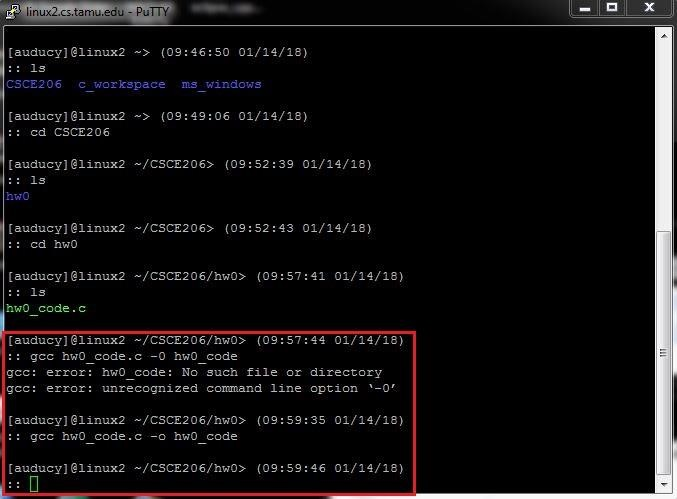 linux2.cs.tamu.edu - PuTTY
[auducy]@linux2 ~> (09:46:50 01/14/18)
:: ls
CSCE206  c_workspace  ms_windows
[auducy]@linux2 ~> (09:49:06 01/14/18)
:: cd CSCE206
[auducy]@linux2 ~/CSCE206> (09:52:39 01/14/18)
:: ls
hw0
[auducy]@linux2 ~/CSCE206> (09:52:43 01/14/18)
:: cd hw0
[auducy]@linux2 ~/CSCE206/hw0> (09:57:41 01/14/18)
:: ls
hw0_code.c
[auducy]@linux2 ~/CSCE206/hw0> (09:57:44 01/14/18)
:: gcc hw0_code.c -0 hw0_code
gcc: error: hw0_code: No such file or directory
gcc: error: unrecognized command line option ‘-0’
[auducy]@linux2 ~/CSCE206/hw0> (09:59:35 01/14/18)
:: gcc hw0_code.c -o hw0_code
[auducy]@linux2 ~/CSCE206/hw0> (09:59:46 01/14/18)
::